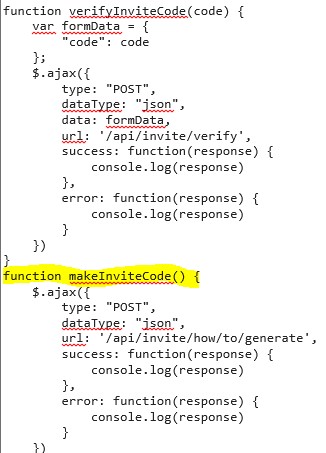 function verifyInviteCode(code) {
    var formData = {
        "code": code
    };
    $.ajax({
        type: "POST",
        dataType: "json",
        data: formData,
        url: '/api/invite/verify',
        success: function(response) {
            console.log(response)
        },
        error: function(response) {
            console.log(response)
        }
    })
}
function makeInviteCode() {
    $.ajax({
        type: "POST",
        dataType: "json",
        url: '/api/invite/how/to/generate',
        success: function(response) {
            console.log(response)
        },
        error: function(response) {
            console.log(response)
        }
    })